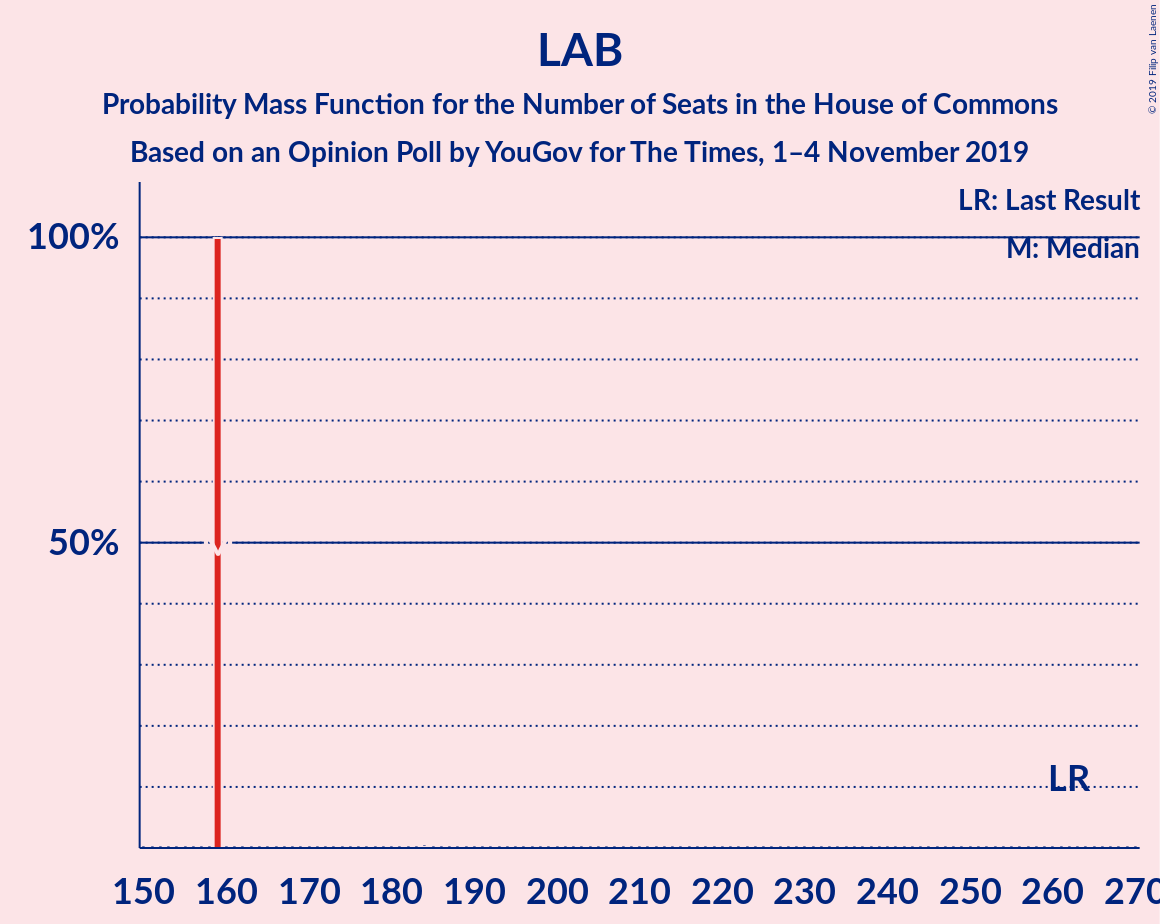 LAB
Probability Mass Function for the Number of Seats in the House of Commons
Based on an Opinion Poll by YouGov for The Times, 1–4 November 2019
© 2019 Filip van Laenen
LR: Last Result
100%
M: Median
50%
LR
150 160 170 180 190 200 210 220 230 240 250 260 270